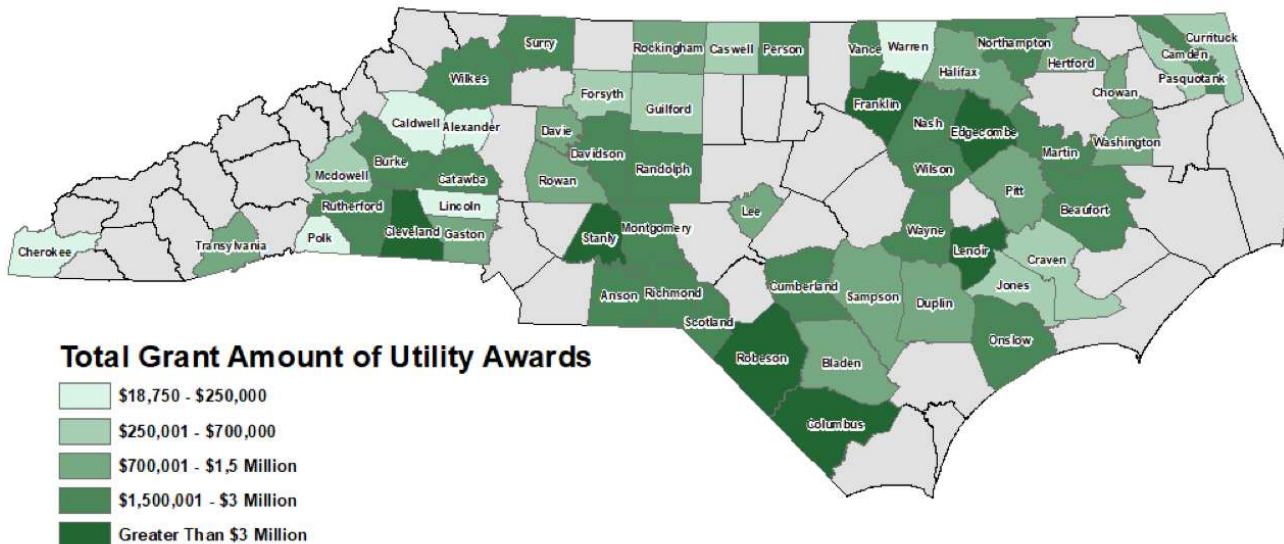 Surry
Rockingham
Caswell
Person
Vance
Warren
Northampton
Hertford
Currituck
Camden
Pasquotank
Wilkes
Halifax
Chowan
Forsyth
Guilford
Franklin
Caldwell
Alexander
Davie
Nash
Edgecombe
Washington
Burke
Davidson
Martin
Mcdowell
Catawba
Rowan
Randolph
Wilson
Rutherford
Lincoln
Pitt
Beaufort
Lee
Cherokee
Transylvania
Polk
Cleveland
Gaston
Stanly
Montgomery
Wayne
Lenoir
Craven
Anson
Richmond
Cumberland
Sampson
Duplin
Jones
Scotland
Onslow
Robeson
Bladen
Columbus
Total Grant Amount of Utility Awards
$18,750 - $250,000
$250,001 - $700,000
$700,001 - $1,5 Million
$1,500,001 - $3 Million
Greater Than $3 Million